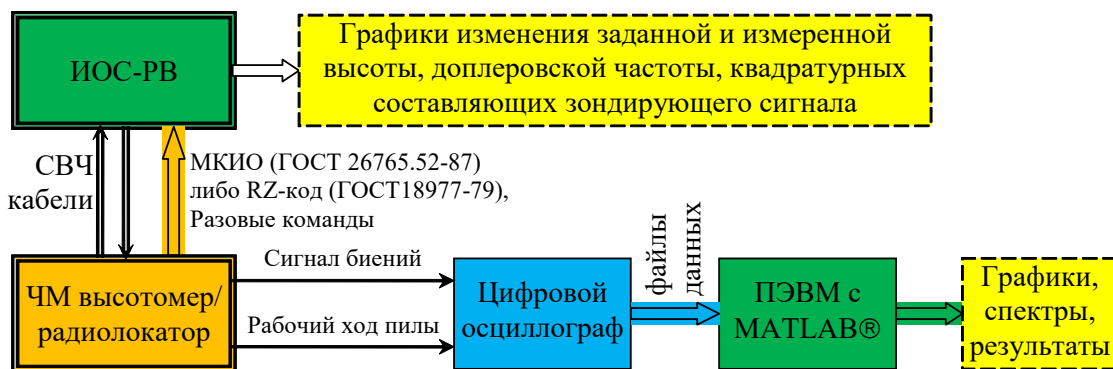 ИОС-РВ
Графики изменения заданной и измеренной
высоты, доплеровской частоты, квадратурных
составляющих зондирующего сигнала
СВЧ
кабели
МКИО (ГОСТ 26765.52-87)
либо RZ-код (ГОСТ18977-79),
Разовые команды
ЧМ высотомер/
радиолокатор
Сигнал биений
Рабочий ход пилы
Цифровой
осциллограф
файлы
данных
ПЭВМ с
MATLAB®
Графики,
спектры,
результаты